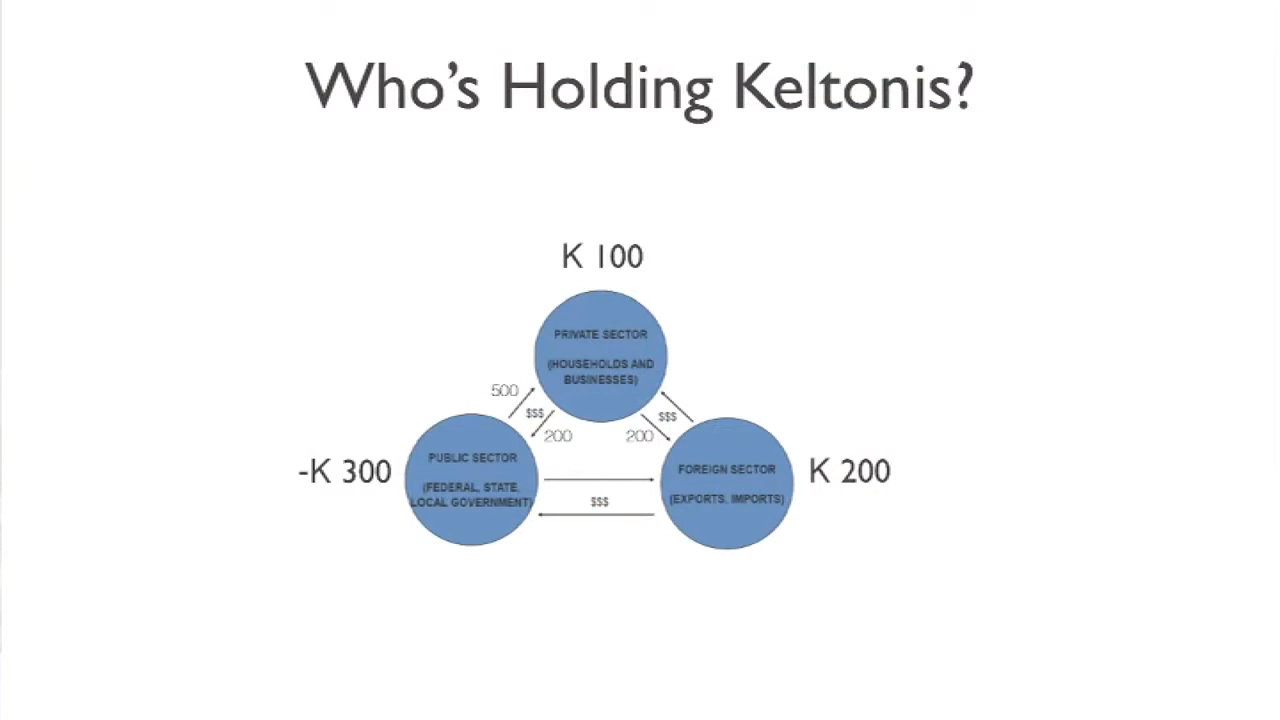 Who's Holding Keltonis?
K 100
PRIVATE SECTOR
(HOUSEHOLDS AND
BUSINESSES)
500
$$$
$$$
200
200
-K 300
PUBLIC SECTOR
(FEDERAL, STATE,
LOCAL GOVERNMENT)
FOREIGN SECTOR
(EXPORTS, IMPORTS)
K 200
$$$